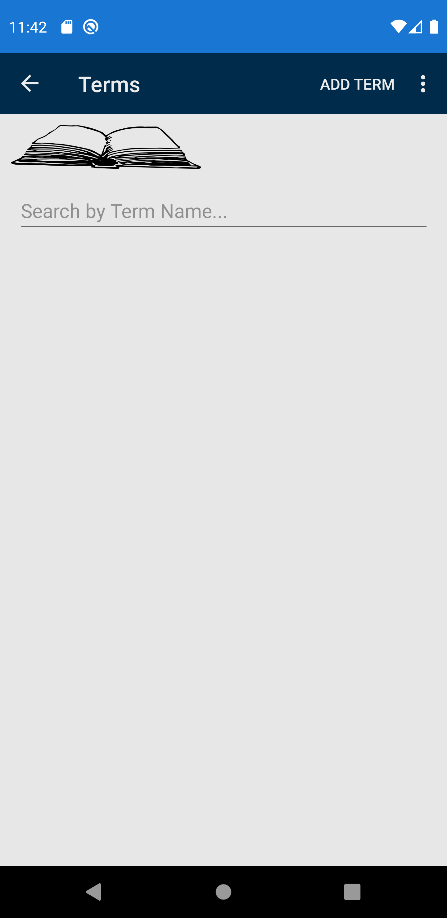 11:42
Terms ADD TERM
Search by Term Name...